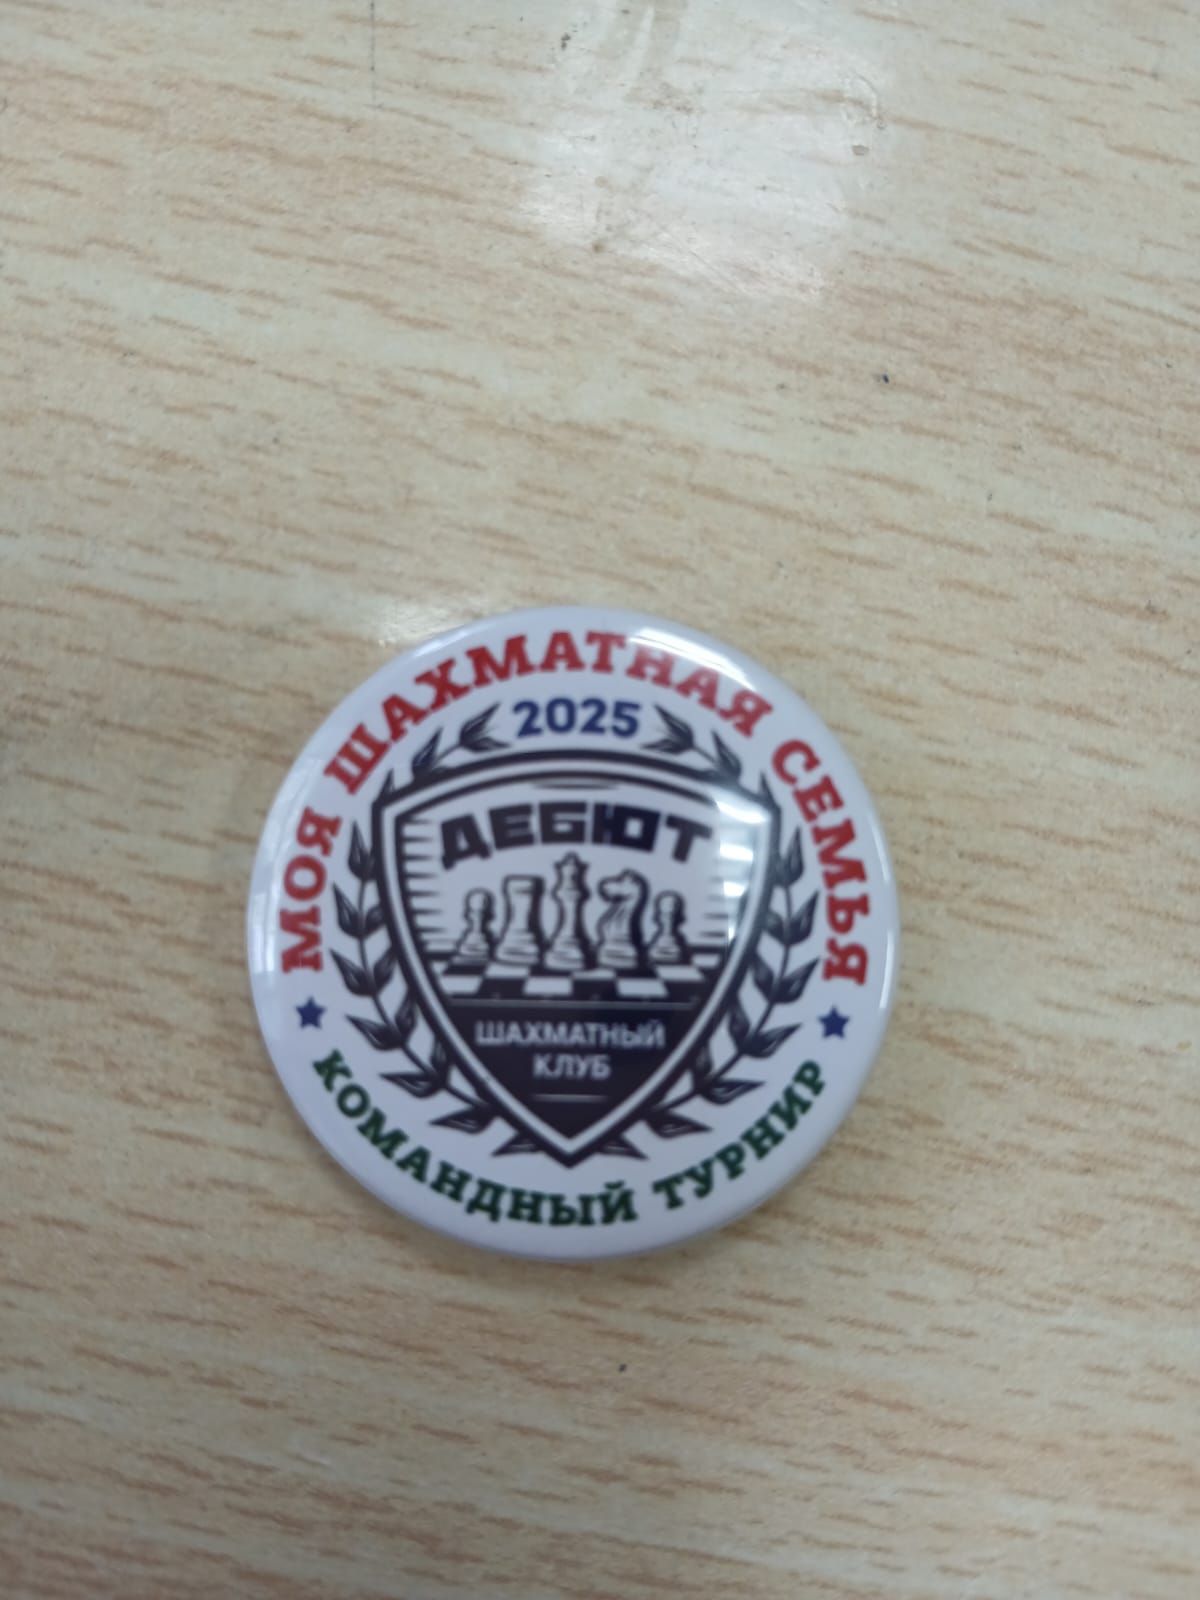 МОЯ ШАХМАТНАЯ СЕМЬЯ
2025
ДЕБЮТ
ШАХМАТНЫЙ
КЛУБ
КОМАНДНЫЙ ТУРНИР